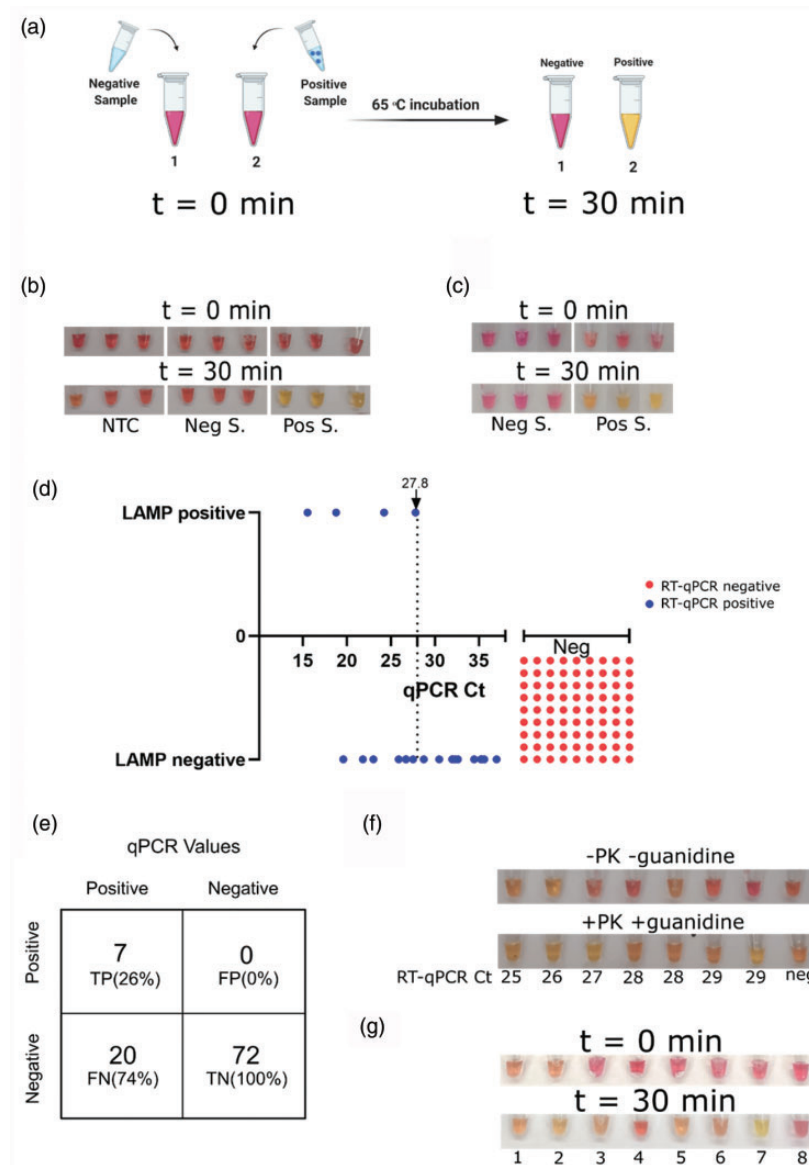 (a)
Negative
Sample
Positive
Sample
1
2
t = 0 min
65 °C incubation
Negative
Positive
1
2
t = 30 min
(b)
t = 0 min
t = 30 min
NTC
Neg S.
Pos S.
(c)
t = 0 min
t = 30 min
Neg S.
Pos S.
(d)
27.8
LAMP positive
0
LAMP negative
15 20 25 30 35
qPCR Ct
Neg
RT-qPCR negative
RT-qPCR positive
(e)
qPCR Values
Positive Negative
Positive
7
TP(26%)
0
FP(0%)
Negative
20
FN(74%)
72
TN(100%)
(f)
-PK -guanidine
+PK +guanidine
RT-qPCR Ct 25 26 27 28 28 29 29 neg
(g)
t = 0 min
t = 30 min
1 2 3 4 5 6 7 8